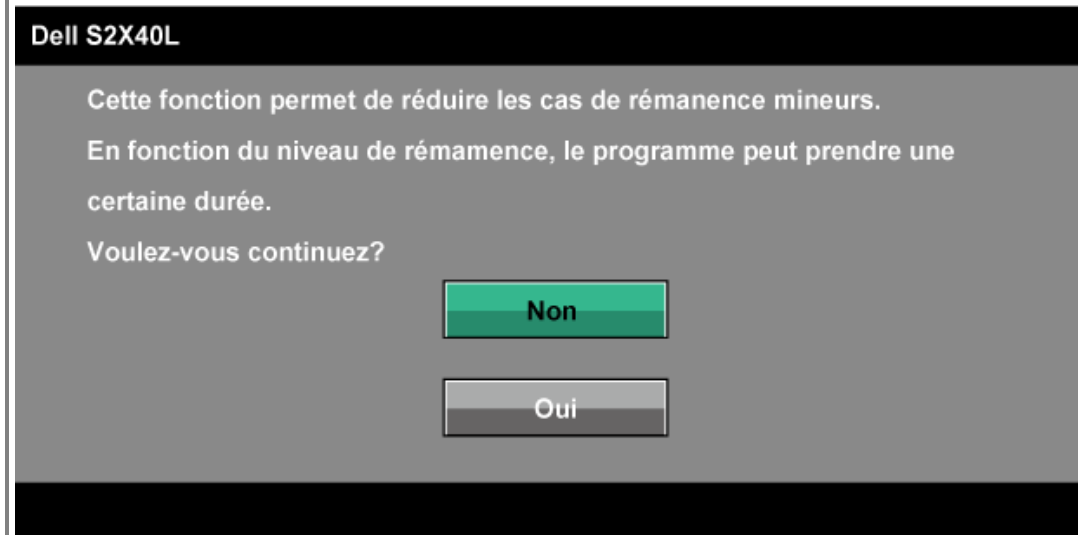 Dell S2X40L
Cette fonction permet de réduire les cas de rémanence mineurs.
En fonction du niveau de rémamence, le programme peut prendre une
certaine durée.
Voulez-vous continuez?
Non
Oui